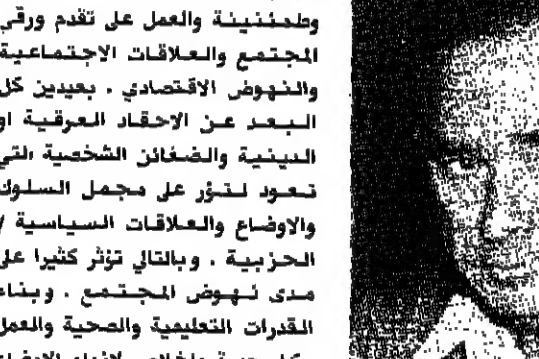 وطمئنينة والعمل على تقدم ورقي
المجتمع والعلاقات الاجتماعية
والنهوض الاقتصادي . بعيدين كل
البعد عن الاحقاد العرقية او
الدينية والضغائن الشخصية التي
تعود لتؤر على مجمل السلوك
والاوضاع والعلاقات السياسية /
الحزبية . وبالتالي تؤثر كثيرا على
مدى نهوض المجتمع . وبناء
القدرات التعليمية والصحية والعمل